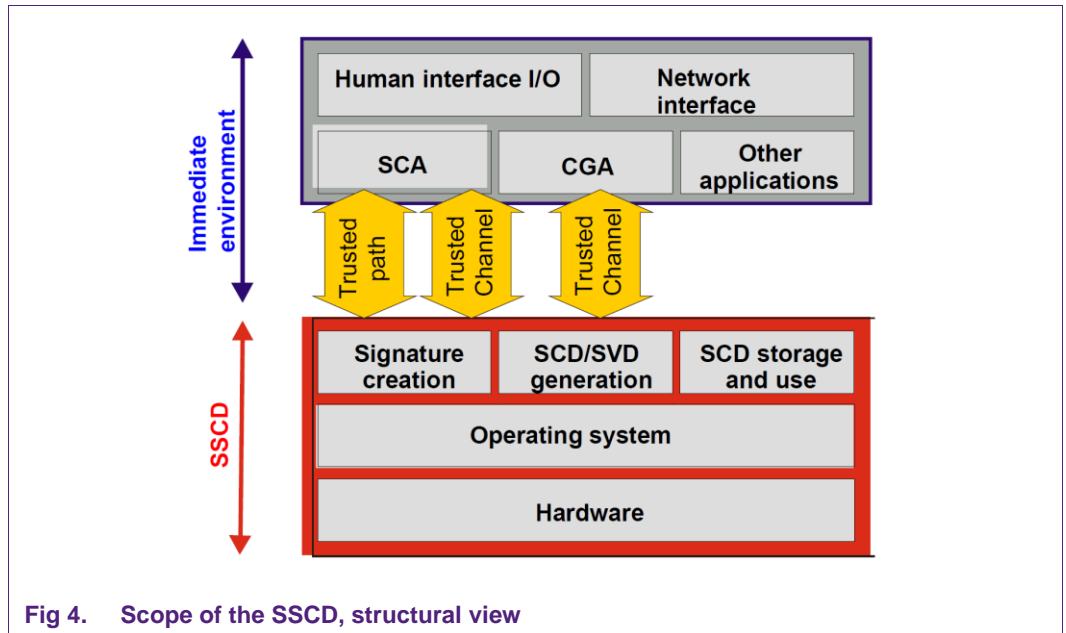 Immediate
environment
Human interface I/O
Network
interface
SCA
CGA
Other
applications
Trusted
path
Trusted
Channel
Trusted
Channel
SSCD
Signature
creation
SCD/SVD
generation
SCD storage
and use
Operating system
Hardware
Fig 4. Scope of the SSCD, structural view